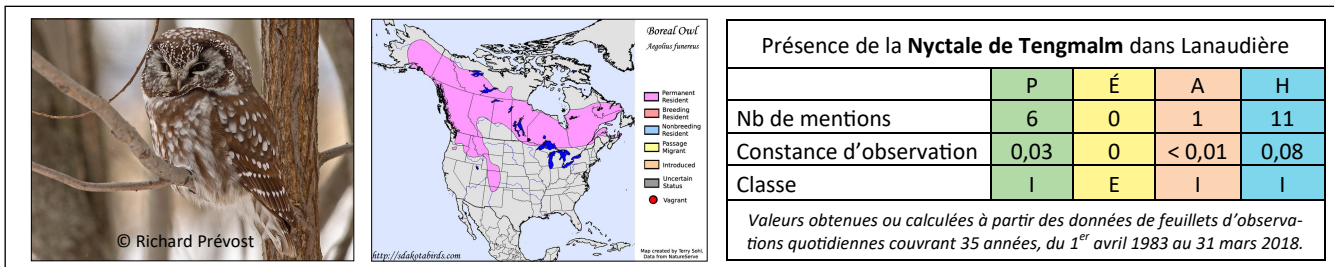 © Richard Prévost
Boreal Owl
Aegolius funereus
Permanent
Resident
Breeding
Resident
Nonbreeding
Resident
Passage
Migrant
Introduced
Uncertain
Status
Vagrant
http://sdakotabirds.com
Map created by Terry Sohl,
Data from NatureServe
Présence de la Nyctale de Tengmalm dans Lanaudière
P É A H
Nb de mentions 6 0 1 11
Constance d’observation 0,03 0 < 0,01 0,08
Classe I E I I
Valeurs obtenues ou calculées à partir des données de feuillets d’observa-
tions quotidiennes couvrant 35 années, du 1er avril 1983 au 31 mars 2018.